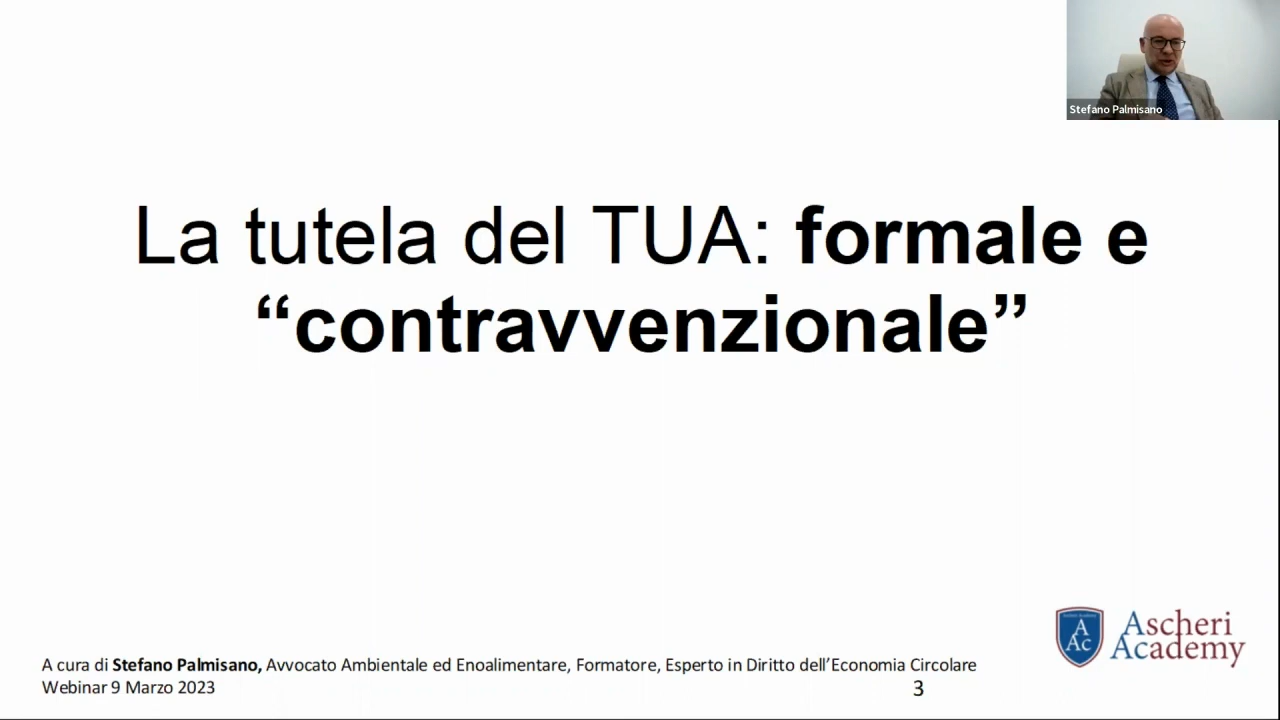 Stefano Palmisano
La tutela del TUA: formale e
“contravvenzionale”
A
Ac
Ascheri
Academy
A cura di Stefano Palmisano, Avvocato Ambientale ed Enoalimentare, Formatore, Esperto in Diritto dell’Economia Circolare
Webinar 9 Marzo 2023
3